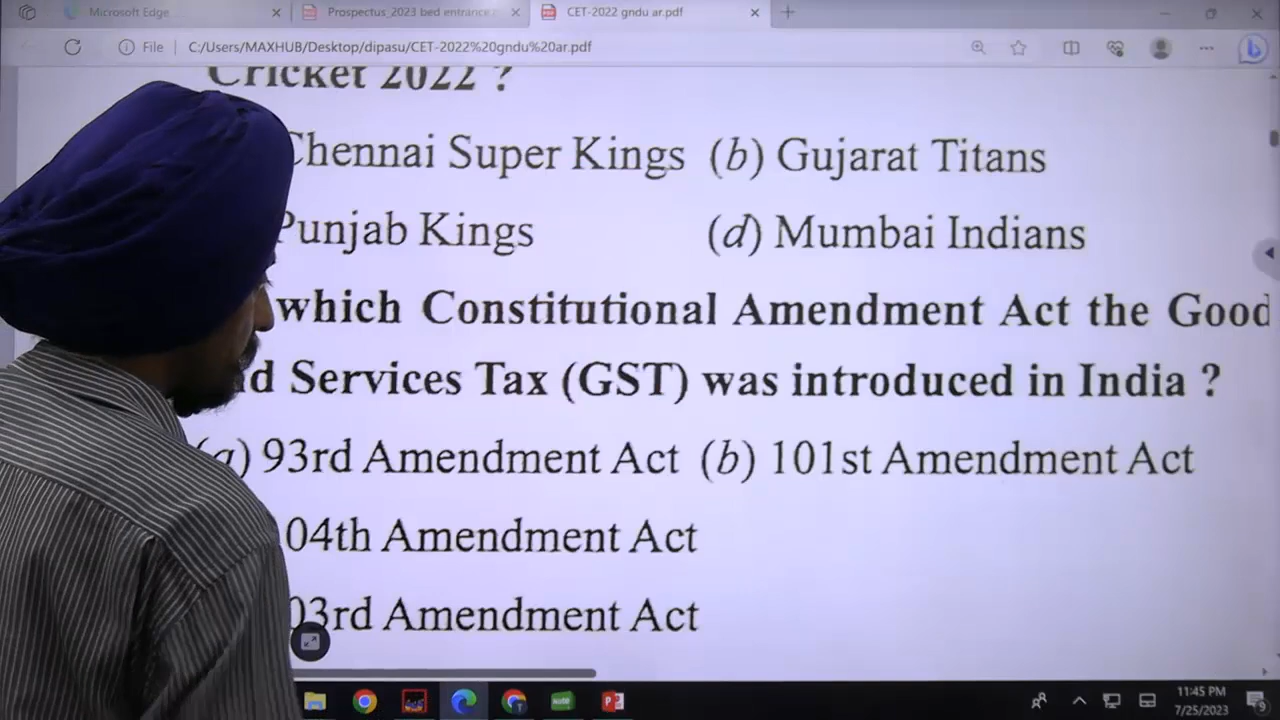 Microsoft Edge
Prospectus_2023 bed entrance
CET-2022 gndu ar.pdf
File
C:/Users/MAXHUB/Desktop/dipasu/CET-2022%20gndu%20ar.pdf
Cricket 2022 ?
Chennai Super Kings (b) Gujarat Titans
Punjab Kings (d) Mumbai Indians
which Constitutional Amendment Act the Good
d Services Tax (GST) was introduced in India ?
(a) 93rd Amendment Act (b) 101st Amendment Act
04th Amendment Act
03rd Amendment Act
11:45 PM
7/25/2023